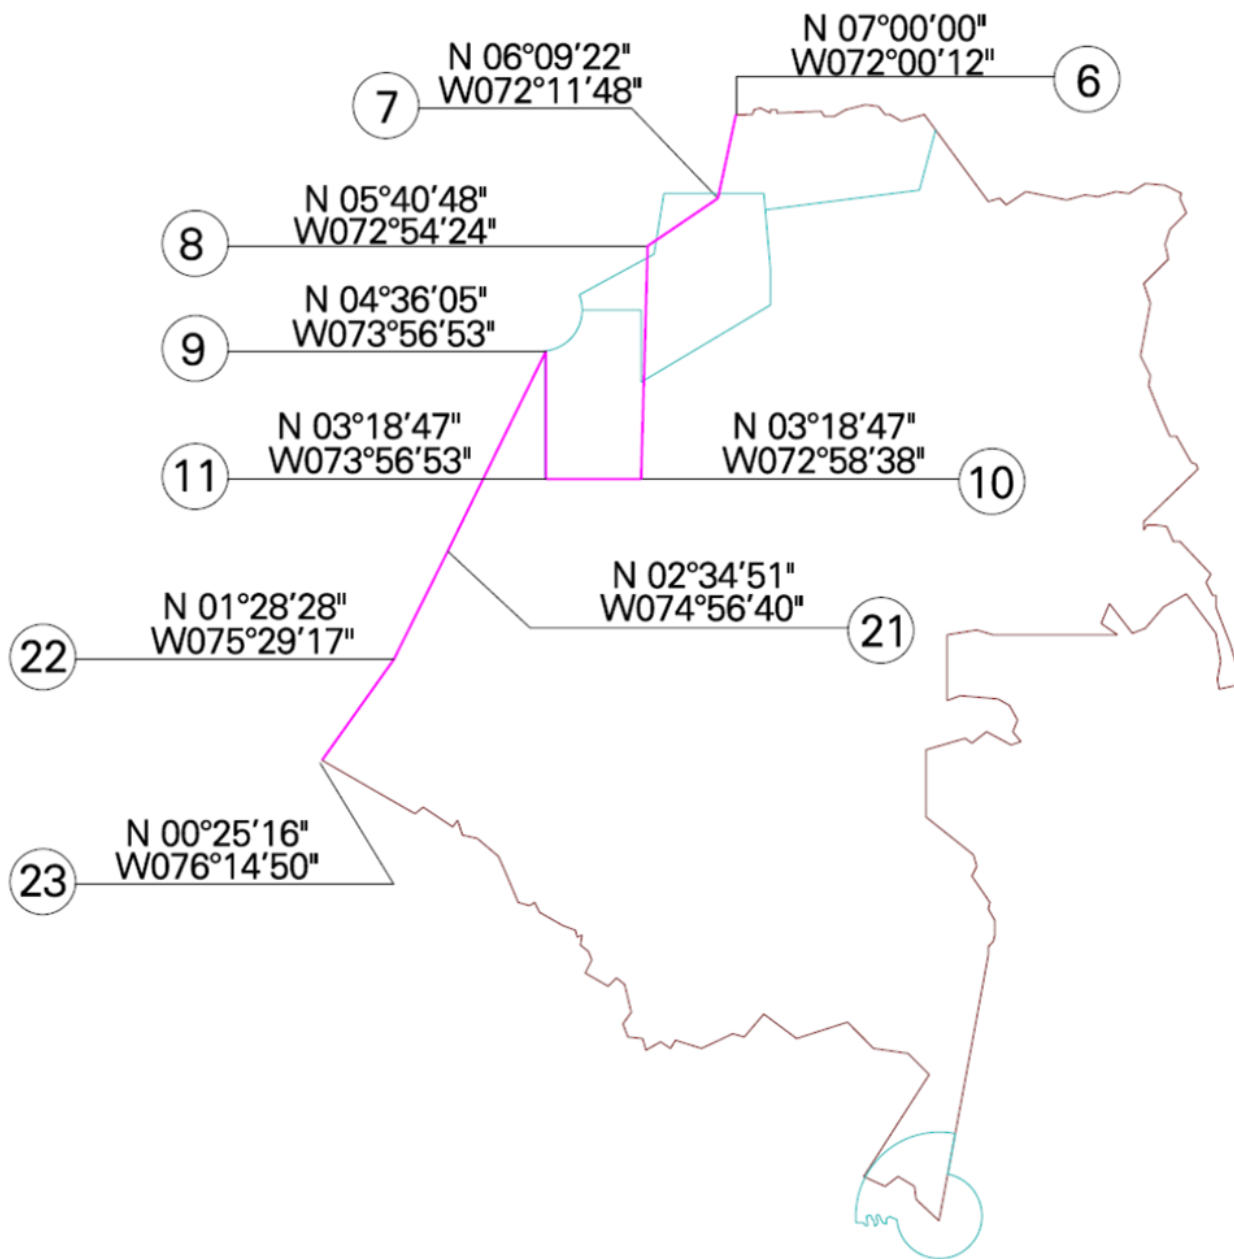 N 07°00′00"
W072°00′12"
6
N 06°09′22"
W072°11′48"
7
N 05°40′48"
W072°54′24"
8
N 04°36′05"
W073°56′53"
9
N 03°18′47"
W073°56′53"
11
N 03°18′47"
W072°58′38"
10
N 02°34′51"
W074°56′40"
21
N 01°28′28"
W075°29′17"
22
N 00°25′16"
W076°14′50"
23